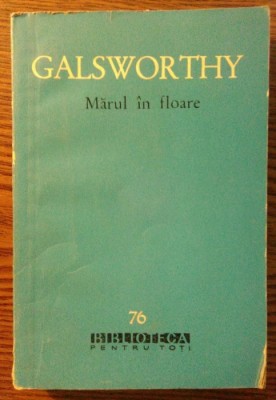 GALSWORTHY
Mărul în floare
76
BIBLIOTECA
PENTRU TOȚI